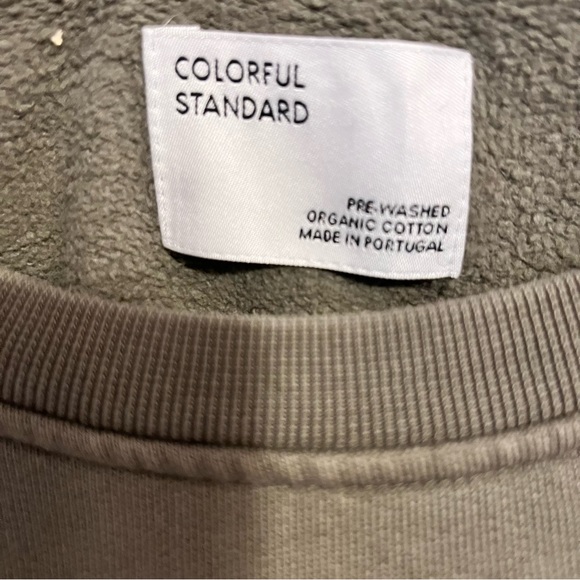 COLORFUL
STANDARD
PRE-WASHED
ORGANIC COTTON
MADE IN PORTUGAL